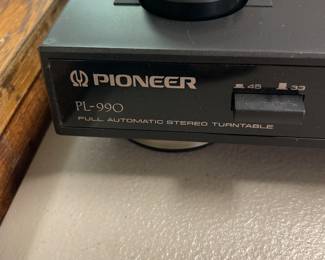 PIONEER
PL-990
45 33
FULL AUTOMATIC STEREO TURNTABLE